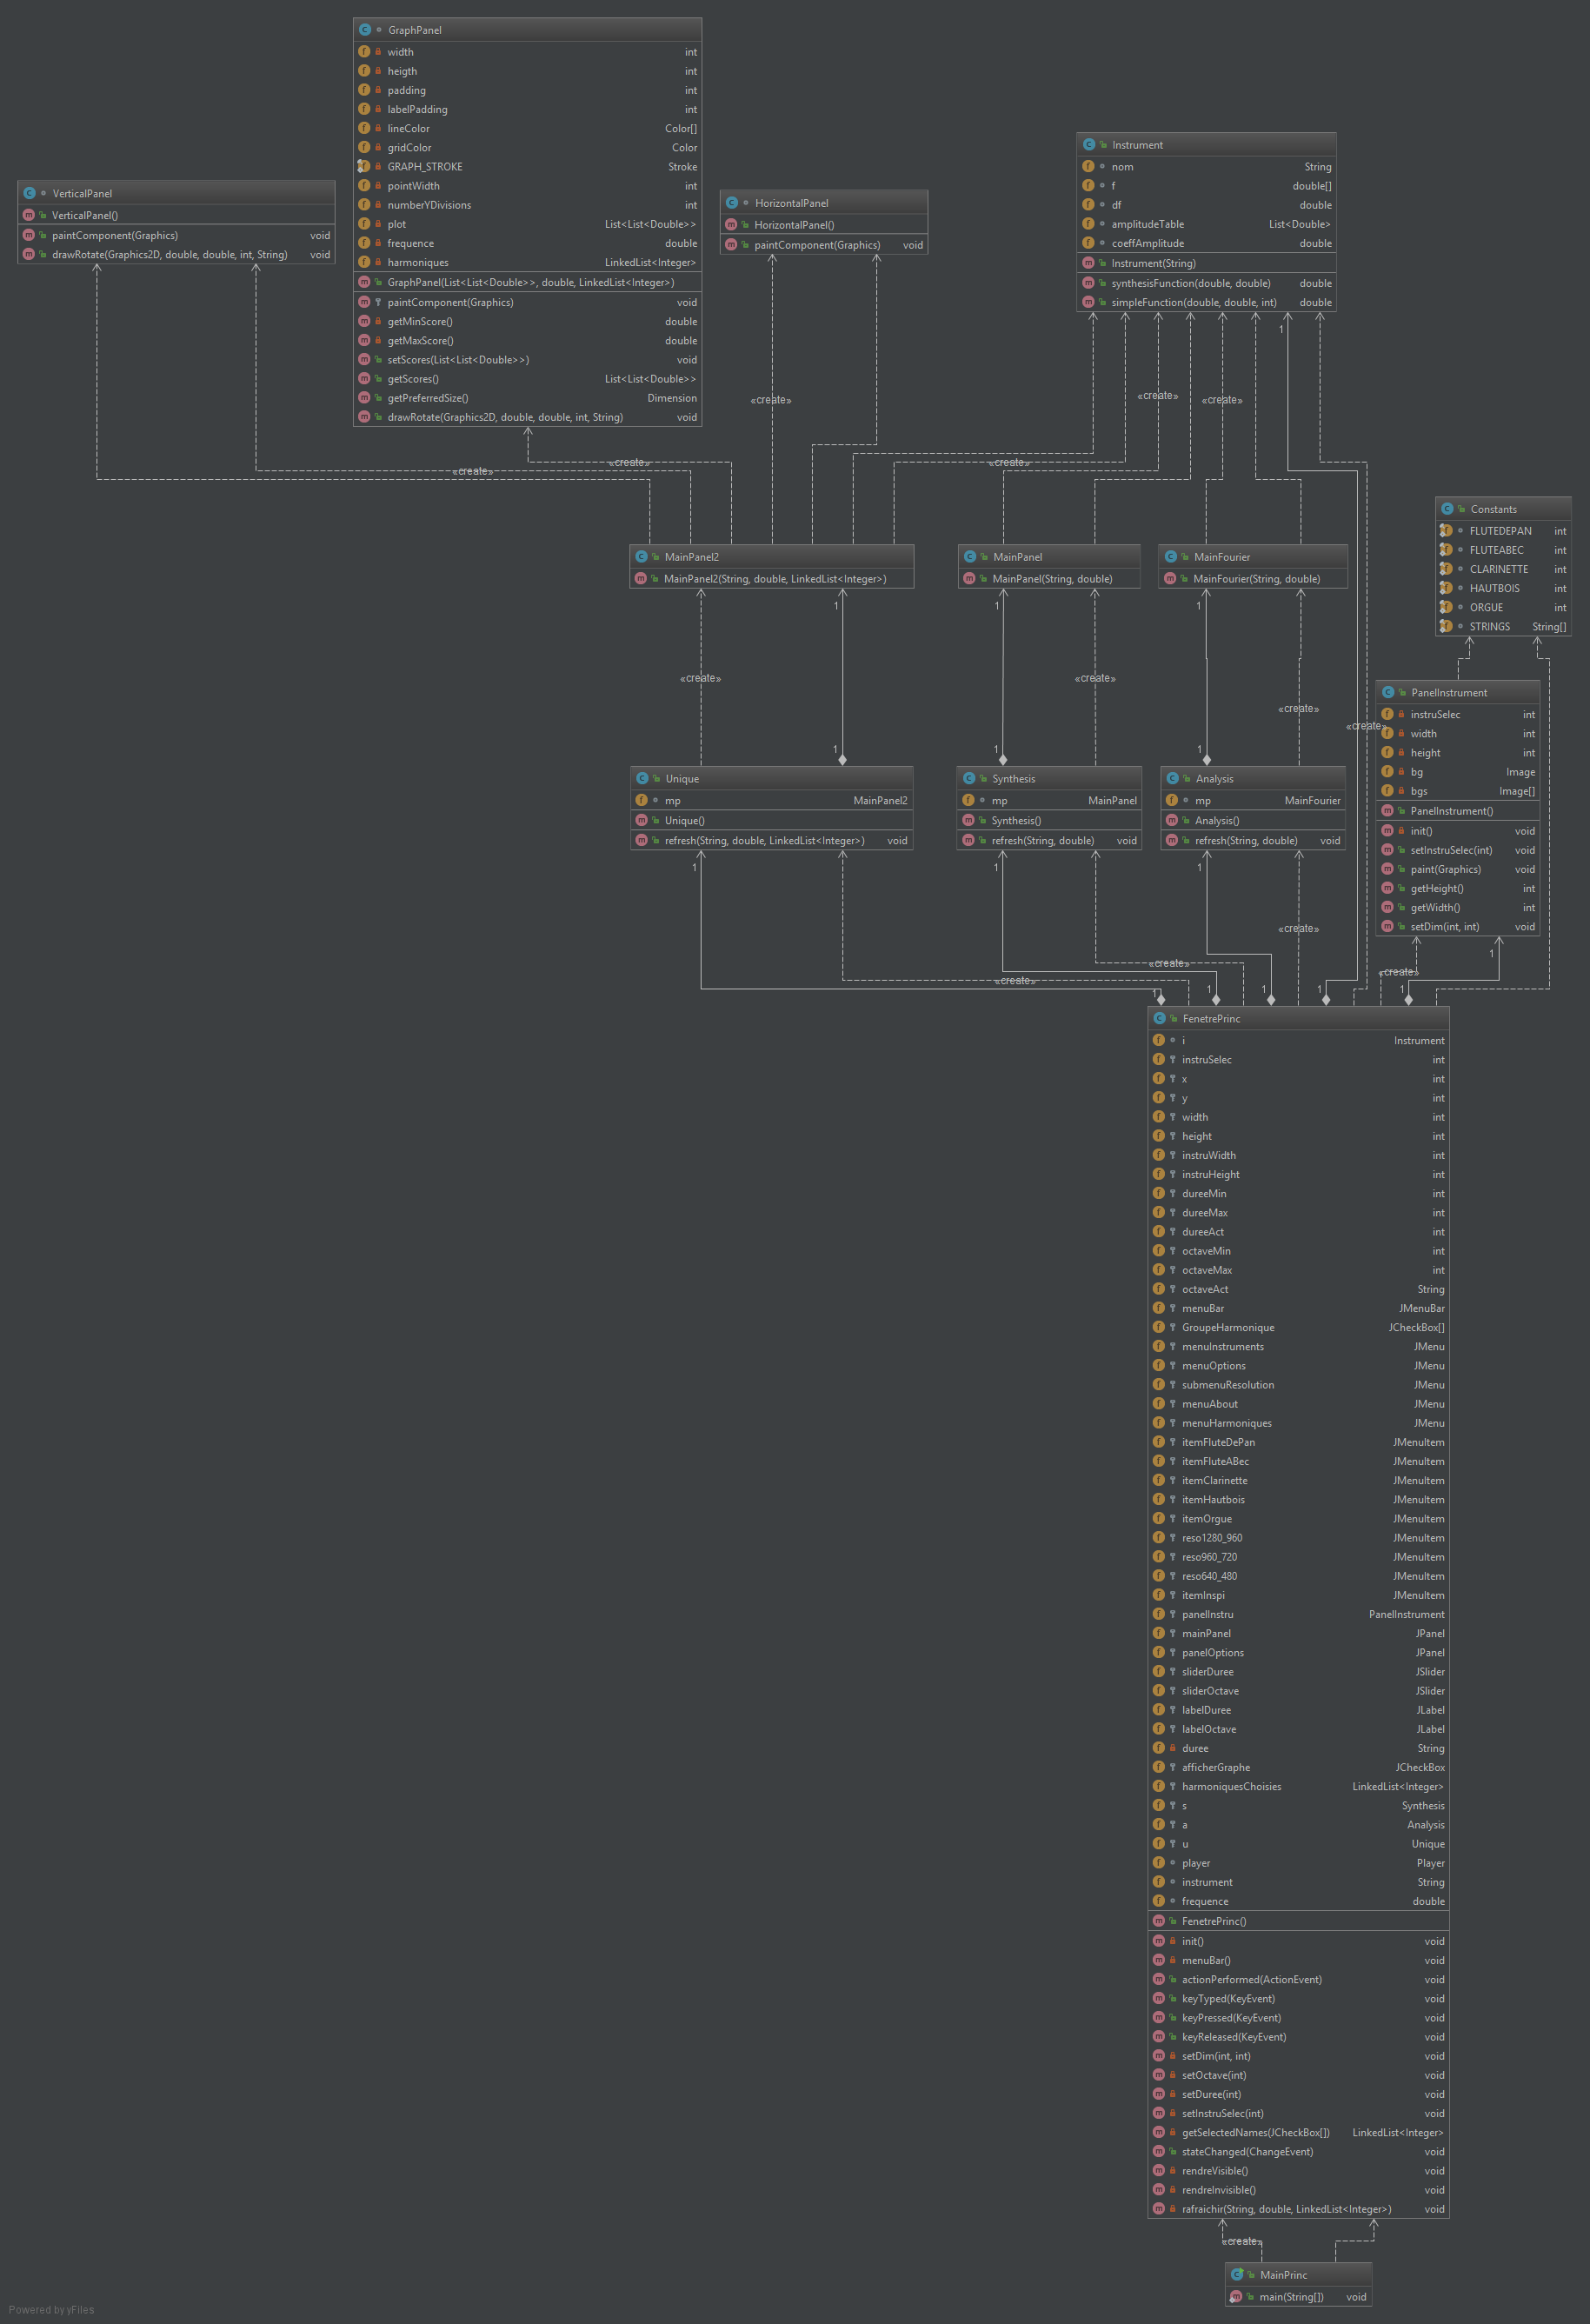 GraphPanel
width int
heigth int
padding int
labelPadding int
lineColor Color[]
gridColor Color
GRAPH_STROKE Stroke
pointWidth int
numberYDivisions int
plot List<List<Double>>
frequence double
harmoniques LinkedList<Integer>
GraphPanel(List<List<Double>>, double, LinkedList<Integer>)
paintComponent(Graphics) void
getMinScore() double
getMaxScore() double
setScores(List<List<Double>>) void
getScores() List<List<Double>>
getPreferredSize() Dimension
drawRotate(Graphics2D, double, double, int, String) void
Instrument
nom String
f double[]
df double
amplitudeTable List<Double>
coeffAmplitude double
Instrument(String)
synthesisFunction(double, double) double
simpleFunction(double, double, int) double
VerticalPanel
VerticalPanel()
paintComponent(Graphics) void
drawRotate(Graphics2D, double, double, int, String) void
HorizontalPanel
HorizontalPanel()
paintComponent(Graphics) void
1
«create»
«create»
«create»
«create»
«create»
«create»
MainPanel2
MainPanel2(String, double, LinkedList<Integer>)
MainPanel
MainPanel(String, double)
MainFourier
MainFourier(String, double)
Constants
FLUTEDEPAN int
FLUTEABEC int
CLARINETTE int
HAUTBOIS int
ORGUE int
STRINGS String[]
1
1
1
«create»
«create»
«create»
«create»
1
1
1
PanelInstrument
instruSelec int
width int
height int
bg Image
bgs Image[]
PanelInstrument()
init() void
setInstruSelec(int) void
paint(Graphics) void
getHeight() int
getWidth() int
setDim(int, int) void
Unique
mp MainPanel2
Unique()
refresh(String, double, LinkedList<Integer>) void
Synthesis
mp MainPanel
Synthesis()
refresh(String, double) void
Analysis
mp MainFourier
Analysis()
refresh(String, double) void
1
1
1
«create»
1
«create»
«create»
«create»
1
1
1
1
1
FenetrePrinc
i Instrument
instruSelec int
x int
y int
width int
height int
instruWidth int
instruHeight int
dureeMin int
dureeMax int
dureeAct int
octaveMin int
octaveMax int
octaveAct String
menuBar JMenuBar
GroupeHarmonique JCheckBox[]
menuInstruments JMenu
menuOptions JMenu
submenuResolution JMenu
menuAbout JMenu
menuHarmoniques JMenu
itemFluteDePan JMenuItem
itemFluteABec JMenuItem
itemClarinette JMenuItem
itemHautbois JMenuItem
itemOrgue JMenuItem
reso1280_960 JMenuItem
reso960_720 JMenuItem
reso640_480 JMenuItem
itemInspi JMenuItem
panelInstru PanelInstrument
mainPanel JPanel
panelOptions JPanel
sliderDuree JSlider
sliderOctave JSlider
labelDuree JLabel
labelOctave JLabel
duree String
afficherGraphe JCheckBox
harmoniquesChoisies LinkedList<Integer>
s Synthesis
a Analysis
u Unique
player Player
instrument String
frequence double
FenetrePrinc()
init() void
menuBar() void
actionPerformed(ActionEvent) void
keyTyped(KeyEvent) void
keyPressed(KeyEvent) void
keyReleased(KeyEvent) void
setDim(int, int) void
setOctave(int) void
setDuree(int) void
setInstruSelec(int) void
getSelectedNames(JCheckBox[]) LinkedList<Integer>
stateChanged(ChangeEvent) void
rendreVisible() void
rendreInvisible() void
rafraichir(String, double, LinkedList<Integer>) void
«create»
MainPrinc
main(String[]) void
Powered by yFiles